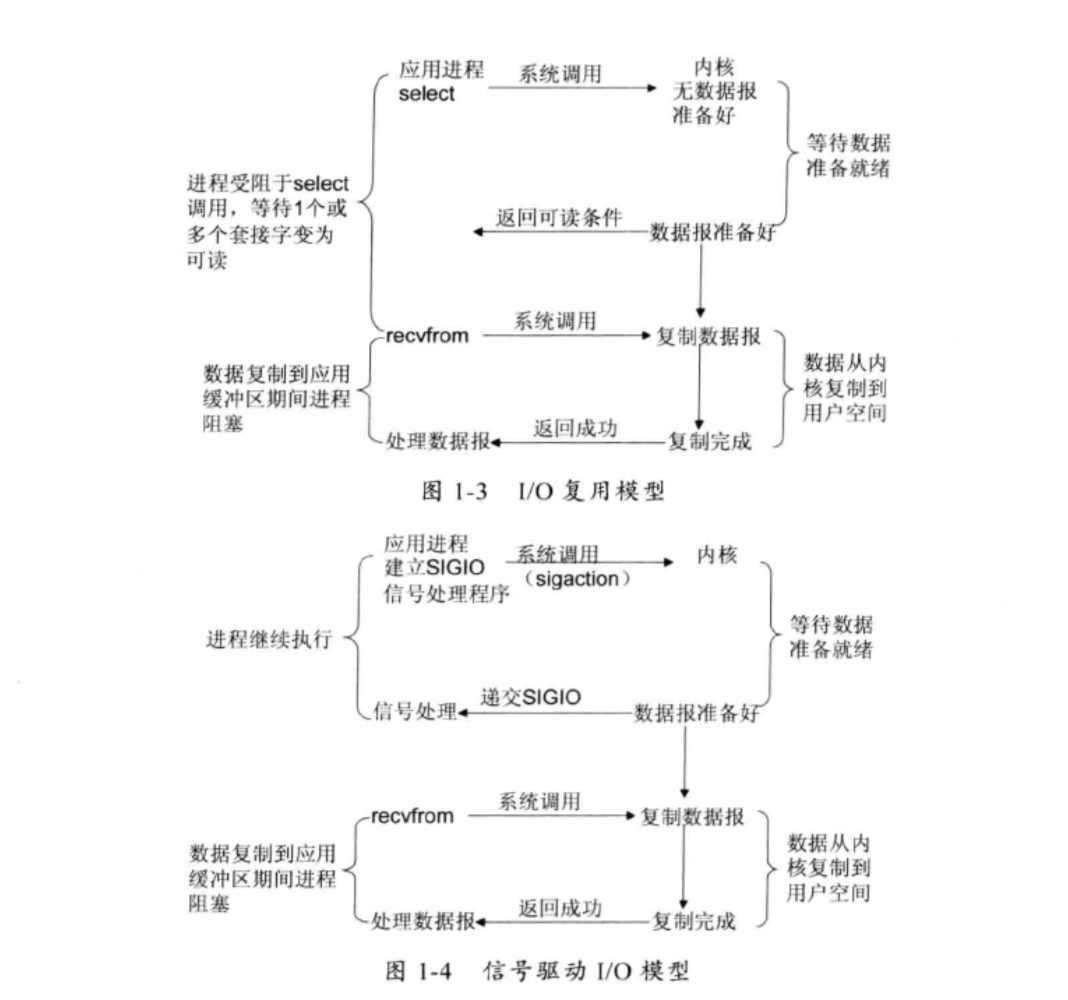 应用进程
select
系统调用
内核
无数据报
准备好
等待数据
准备就绪
进程受阻于select
调用，等待1个或
多个套接字变为
可读
返回可读条件
数据报准备好
recvfrom
系统调用
复制数据报
数据复制到应用
缓冲区期间进程
阻塞
数据从内
核复制到
用户空间
处理数据报
返回成功
复制完成
图 1-3 I/O 复用模型
应用进程
建立SIGIO
信号处理程序
系统调用
（sigaction）
内核
等待数据
准备就绪
进程继续执行
信号处理
递交SIGIO
数据报准备好
recvfrom
系统调用
复制数据报
数据复制到应用
缓冲区期间进程
阻塞
数据从内
核复制到
用户空间
处理数据报
返回成功
复制完成
图 1-4 信号驱动 I/O 模型